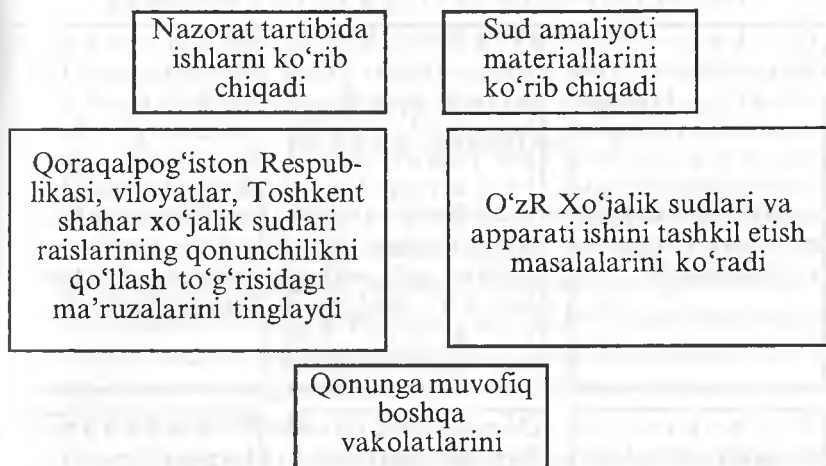 Nazorat tartibida
ishlarni ko‘rib
chiqadi
Sud amaliyoti
materiallarini
ko‘rib chiqadi
Qoraqalpog‘iston Respub-
likasi, viloyatlar, Toshkent
shahar xo‘jalik sudlari
raislarining qonunchilikni
qo‘llash to‘g‘risidagi
ma’ruzalarini tinglaydi
O‘zR Xo‘jalik sudlari va
apparati ishini tashkil etish
masalalarini ko‘radi
Qonunga muvofiq
boshqa
vakolatlarini